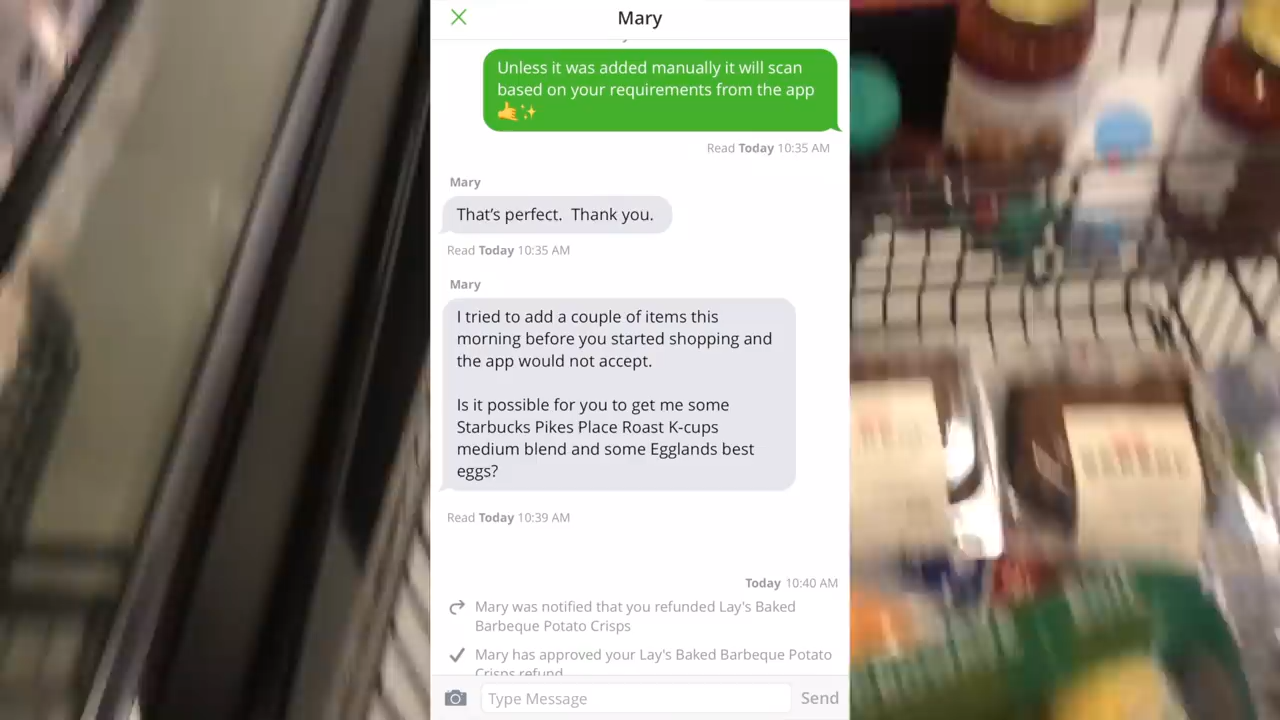 Mary
Unless it was added manually it will scan
based on your requirements from the app
🤙✨
Read Today 10:35 AM
Mary
That’s perfect.  Thank you.
Read Today 10:35 AM
Mary
I tried to add a couple of items this
morning before you started shopping and
the app would not accept.
Is it possible for you to get me some
Starbucks Pikes Place Roast K-cups
medium blend and some Egglands best
eggs?
Read Today 10:39 AM
Today 10:40 AM
Mary was notified that you refunded Lay's Baked
Barbeque Potato Crisps
Mary has approved your Lay's Baked Barbeque Potato
Crisps refund
Type Message
Send